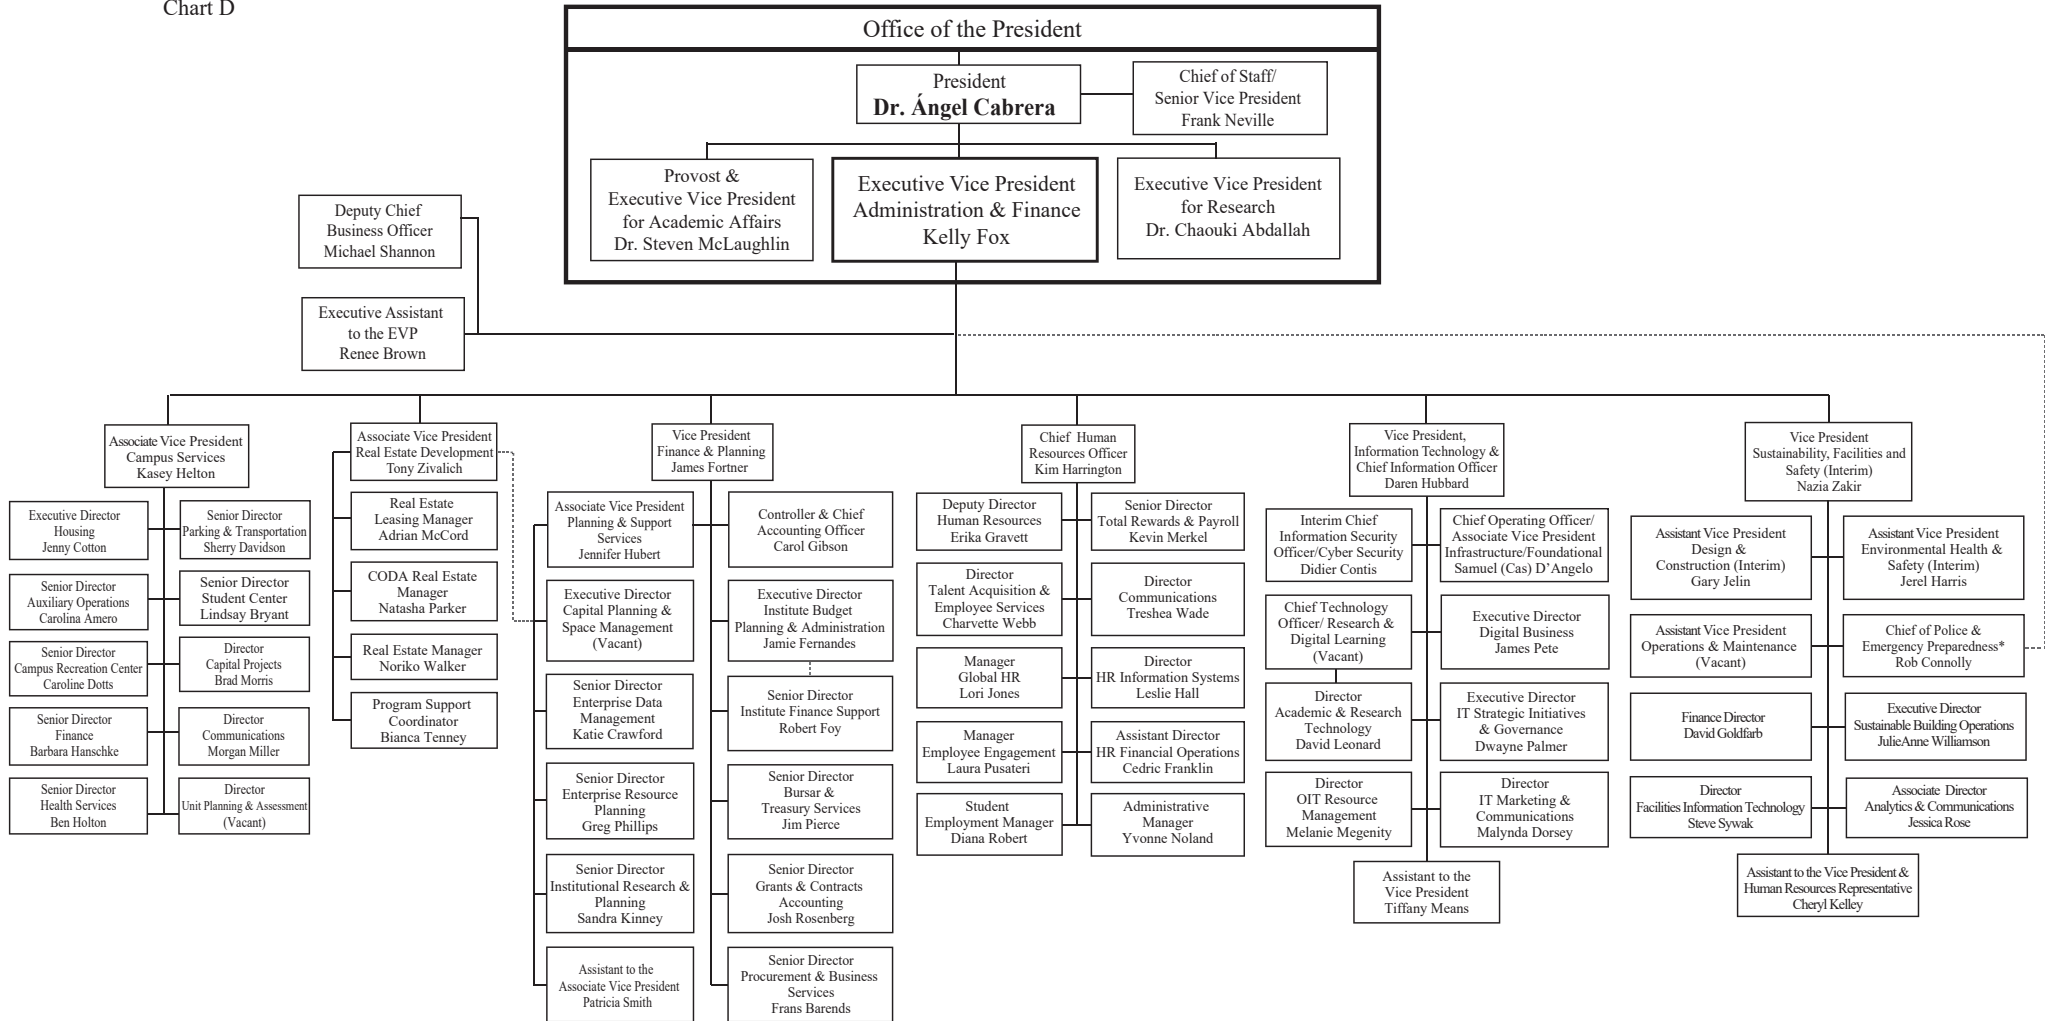 Chart D
Office of the President
President
Dr. Ángel Cabrera
Chief of Staff/
Senior Vice President
Frank Neville
Provost &
Executive Vice President
for Academic Affairs
Dr. Steven McLaughlin
Executive Vice President
Administration & Finance
Kelly Fox
Executive Vice President
for Research
Dr. Chaouki Abdallah
Deputy Chief
Business Officer
Michael Shannon
Executive Assistant
to the EVP
Renee Brown
Associate Vice President
Campus Services
Kasey Helton
Executive Director
Housing
Jenny Cotton
Senior Director
Parking & Transportation
Sherry Davidson
Senior Director
Auxiliary Operations
Carolina Amero
Senior Director
Student Center
Lindsay Bryant
Senior Director
Campus Recreation Center
Caroline Dotts
Director
Capital Projects
Brad Morris
Senior Director
Finance
Barbara Hanschke
Director
Communications
Morgan Miller
Senior Director
Health Services
Ben Holton
Director
Unit Planning & Assessment
(Vacant)
Associate Vice President
Real Estate Development
Tony Zivalich
Real Estate
Leasing Manager
Adrian McCord
CODA Real Estate
Manager
Natasha Parker
Real Estate Manager
Noriko Walker
Program Support
Coordinator
Bianca Tenney
Vice President
Finance & Planning
James Fortner
Associate Vice President
Planning & Support
Services
Jennifer Hubert
Controller & Chief
Accounting Officer
Carol Gibson
Executive Director
Capital Planning &
Space Management
(Vacant)
Executive Director
Institute Budget
Planning & Administration
Jamie Fernandes
Senior Director
Enterprise Data
Management
Katie Crawford
Senior Director
Institute Finance Support
Robert Foy
Senior Director
Enterprise Resource
Planning
Greg Phillips
Senior Director
Bursar &
Treasury Services
Jim Pierce
Senior Director
Institutional Research &
Planning
Sandra Kinney
Senior Director
Grants & Contracts
Accounting
Josh Rosenberg
Assistant to the
Associate Vice President
Patricia Smith
Senior Director
Procurement & Business
Services
Frans Barends
Chief Human
Resources Officer
Kim Harrington
Deputy Director
Human Resources
Erika Gravett
Senior Director
Total Rewards & Payroll
Kevin Merkel
Director
Talent Acquisition &
Employee Services
Charvette Webb
Director
Communications
Treshea Wade
Manager
Global HR
Lori Jones
Director
HR Information Systems
Leslie Hall
Manager
Employee Engagement
Laura Pusateri
Assistant Director
HR Financial Operations
Cedric Franklin
Student
Employment Manager
Diana Robert
Administrative
Manager
Yvonne Noland
Vice President,
Information Technology &
Chief Information Officer
Daren Hubbard
Interim Chief
Information Security
Officer/Cyber Security
Didier Contis
Chief Operating Officer/
Associate Vice President
Infrastructure/Foundational
Samuel (Cas) D’Angelo
Chief Technology
Officer/ Research &
Digital Learning
(Vacant)
Executive Director
Digital Business
James Pete
Director
Academic & Research
Technology
David Leonard
Executive Director
IT Strategic Initiatives
& Governance
Dwayne Palmer
Director
OIT Resource
Management
Melanie Megenity
Director
IT Marketing &
Communications
Malynda Dorsey
Assistant to the
Vice President
Tiffany Means
Vice President
Sustainability, Facilities and
Safety (Interim)
Nazia Zakir
Assistant Vice President
Design &
Construction (Interim)
Gary Jelin
Assistant Vice President
Environmental Health &
Safety (Interim)
Jerel Harris
Assistant Vice President
Operations & Maintenance
(Vacant)
Chief of Police &
Emergency Preparedness*
Rob Connolly
Finance Director
David Goldfarb
Executive Director
Sustainable Building Operations
JulieAnne Williamson
Director
Facilities Information Technology
Steve Sywak
Associate Director
Analytics & Communications
Jessica Rose
Assistant to the Vice President &
Human Resources Representative
Cheryl Kelley